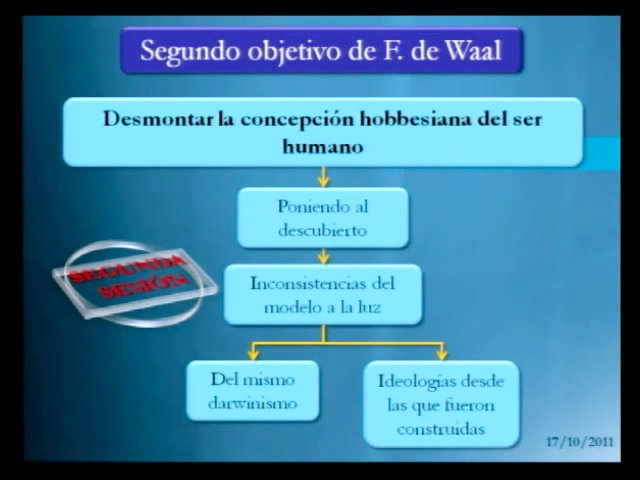 Segundo objetivo de F. de Waal
Desmontar la concepción hobbesiana del ser
humano
Poniendo al
descubierto
SEGUNDA
SESIÓN
Inconsistencias del
modelo a la luz
Del mismo
darwinismo
Ideologías desde
las que fueron
construidas
17/10/2011